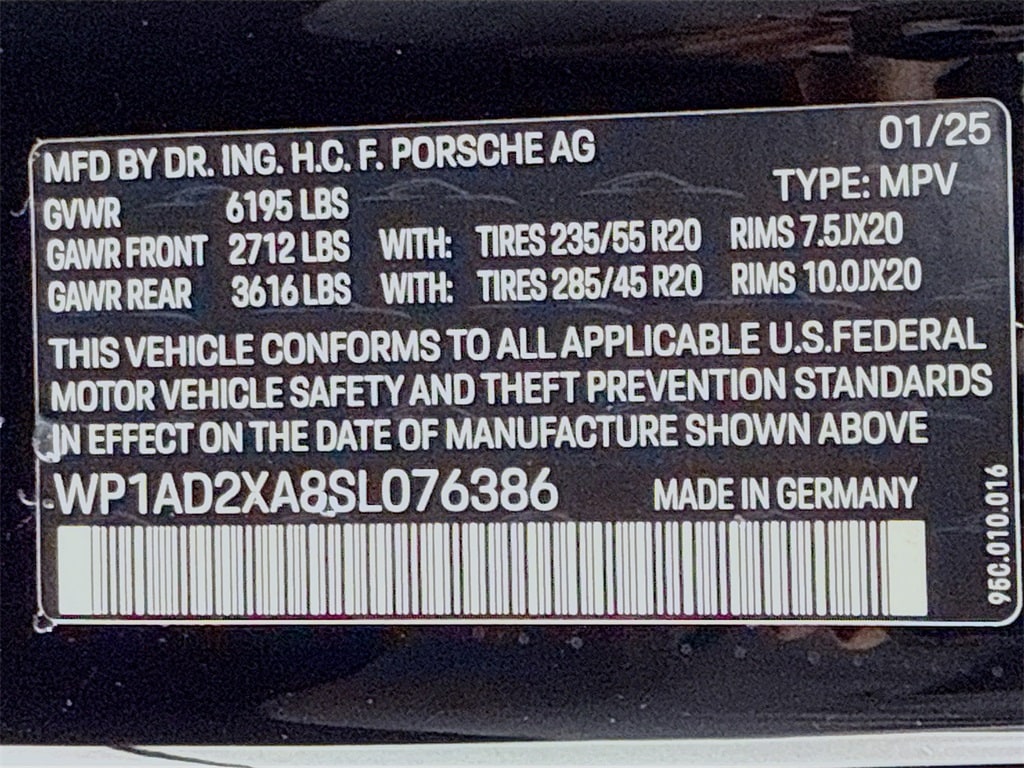 01/25
MFD BY DR. ING. H.C. F. PORSCHE AG
TYPE: MPV
GVWR 6195 LBS
GAWR FRONT 2712 LBS WITH: TIRES 235/55 R20 RIMS 7.5JX20
GAWR REAR 3616 LBS WITH: TIRES 285/45 R20 RIMS 10.0JX20
THIS VEHICLE CONFORMS TO ALL APPLICABLE U.S.FEDERAL
MOTOR VEHICLE SAFETY AND THEFT PREVENTION STANDARDS
IN EFFECT ON THE DATE OF MANUFACTURE SHOWN ABOVE
WP1AD2XA8SL076386 MADE IN GERMANY
95C.010.016